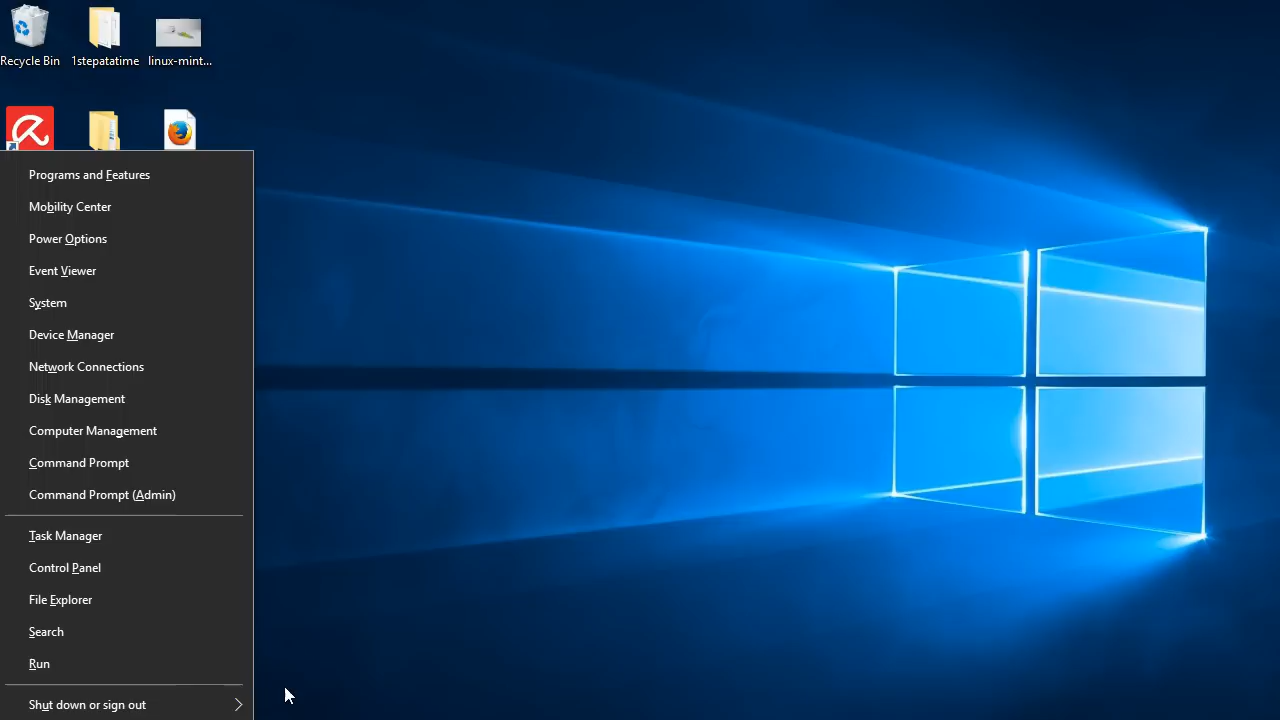 Recycle Bin
1stepatatime
linux-mint...
Programs and Features
Mobility Center
Power Options
Event Viewer
System
Device Manager
Network Connections
Disk Management
Computer Management
Command Prompt
Command Prompt (Admin)
Task Manager
Control Panel
File Explorer
Search
Run
Shut down or sign out